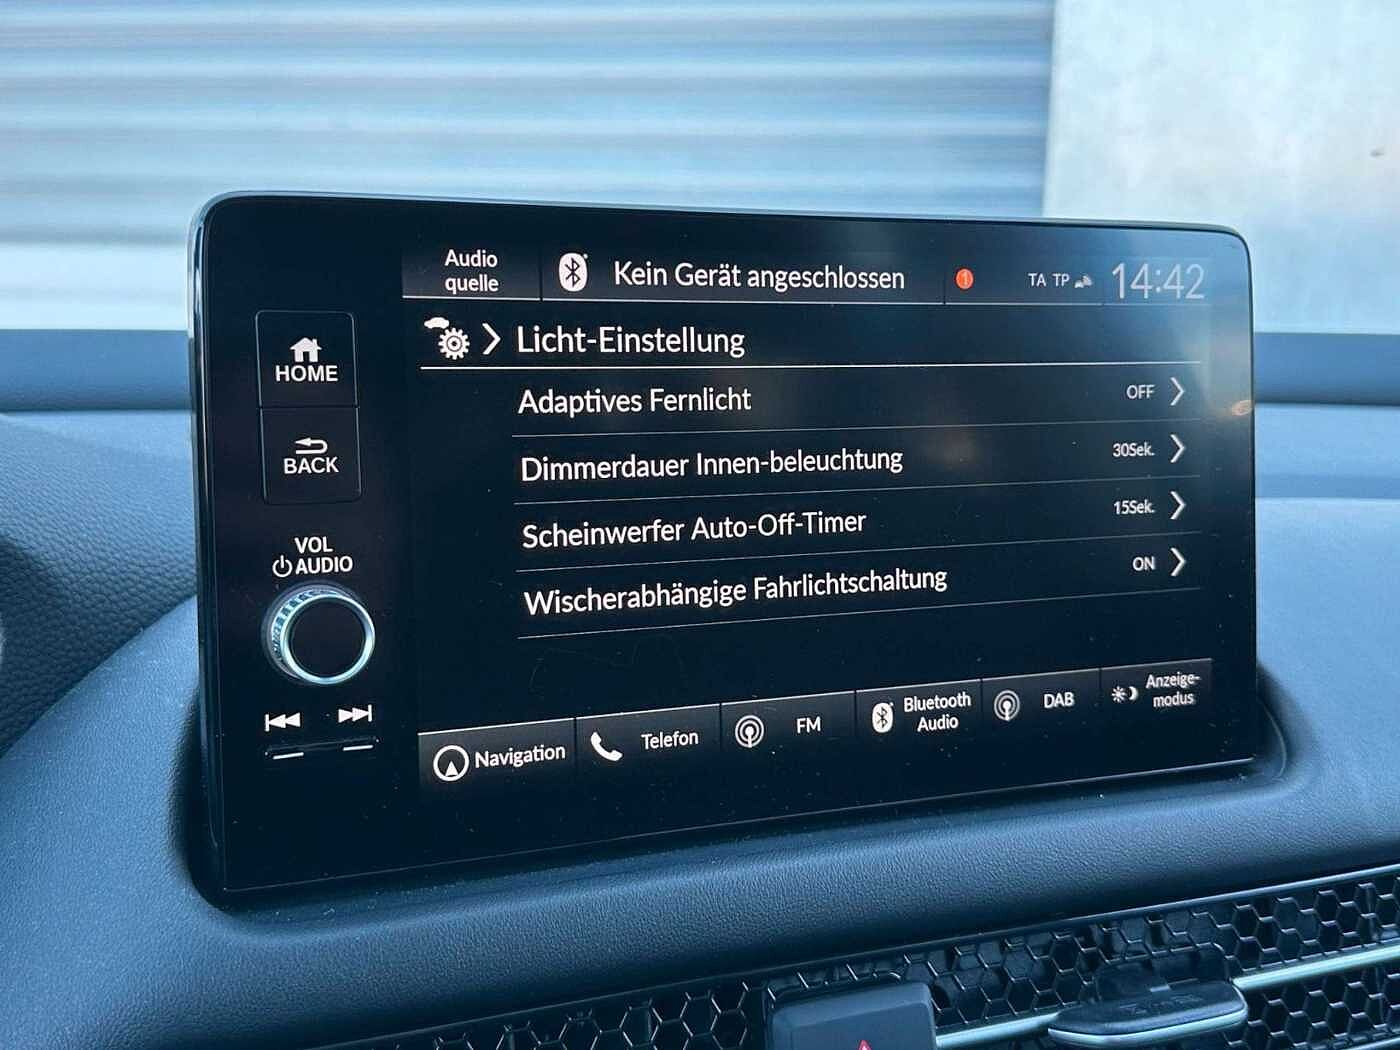 Audio
quelle
Kein Gerät angeschlossen
1
TA TP
14:42
HOME
BACK
VOL
AUDIO
Licht-Einstellung
Adaptives Fernlicht OFF
Dimmerdauer Innen-beleuchtung 30Sek.
Scheinwerfer Auto-Off-Timer 15Sek.
Wischerabhängige Fahrlichtschaltung ON
Navigation
Telefon
FM
Bluetooth
Audio
DAB
Anzeige-
modus